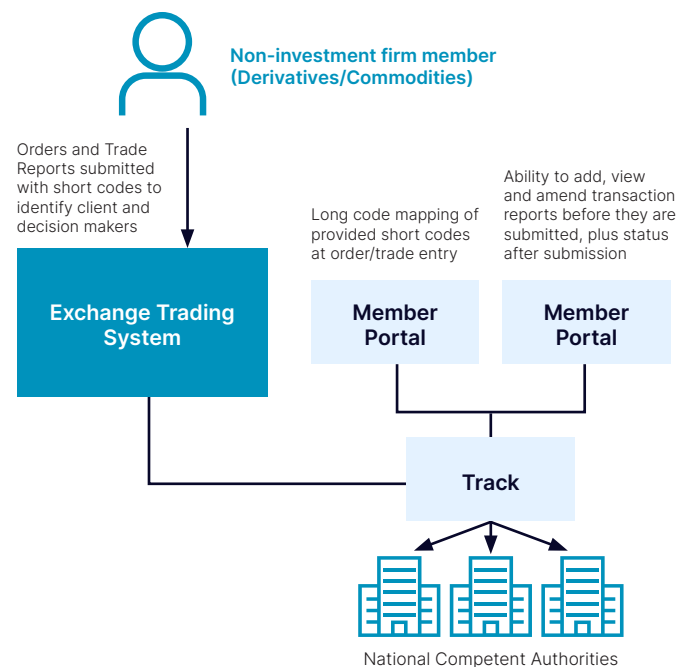 Non-investment firm member
(Derivatives/Commodities)
Orders and Trade
Reports submitted
with short codes to
identify client and
decision makers
Long code mapping of
provided short codes
at order/trade entry
Ability to add, view
and amend transaction
reports before they are
submitted, plus status
after submission
Exchange Trading
System
Member
Portal
Member
Portal
Track
National Competent Authorities